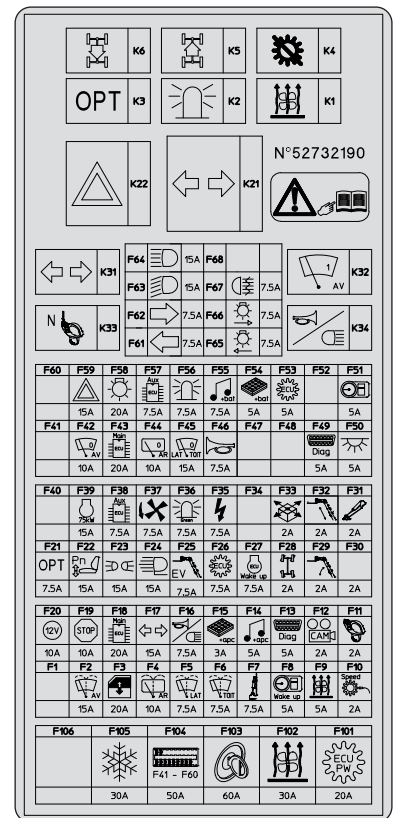 K6 K5 K4
OPT K3 K2 K1
N°52732190
K22 K21
F64 15A F68
K31 F63 15A F67 7.5A 1 AV K32
N K33 F62 7.5A F66 7.5A K34
F61 7.5A F65 7.5A
F60 F59 F58 F57 F56 F55 F54 F53 F52 F51
Aux ECU +bat +bat ECU
15A 20A 7.5A 7.5A 7.5A 5A 5A 5A
F41 F42 F43 F44 F45 F46 F47 F48 F49 F50
AV Main ECU AR LAT TOIT Diag
10A 20A 10A 15A 7.5A 5A 5A
F40 F39 F38 F37 F36 F35 F34 F33 F32 F31
75kW Aux ECU Green
15A 7.5A 7.5A 7.5A 7.5A 2A 2A 2A
F21 F22 F23 F24 F25 F26 F27 F28 F29 F30
OPT Pn EV ECU Wake up
7.5A 15A 15A 15A 7.5A 7.5A 7.5A 2A 2A
F20 F19 F18 F17 F16 F15 F14 F13 F12 F11
12V STOP Main ECU +apc +apc Diag CAM
10A 10A 20A 15A 7.5A 3A 5A 5A 2A 2A
F1 F2 F3 F4 F5 F6 F7 F8 F9 F10
AV AR LAT TOIT Wake up Speed
15A 20A 10A 7.5A 7.5A 7.5A 5A 5A 2A
F106 F105 F104 F103 F102 F101
F41 - F60 ECU PW
30A 50A 60A 30A 20A